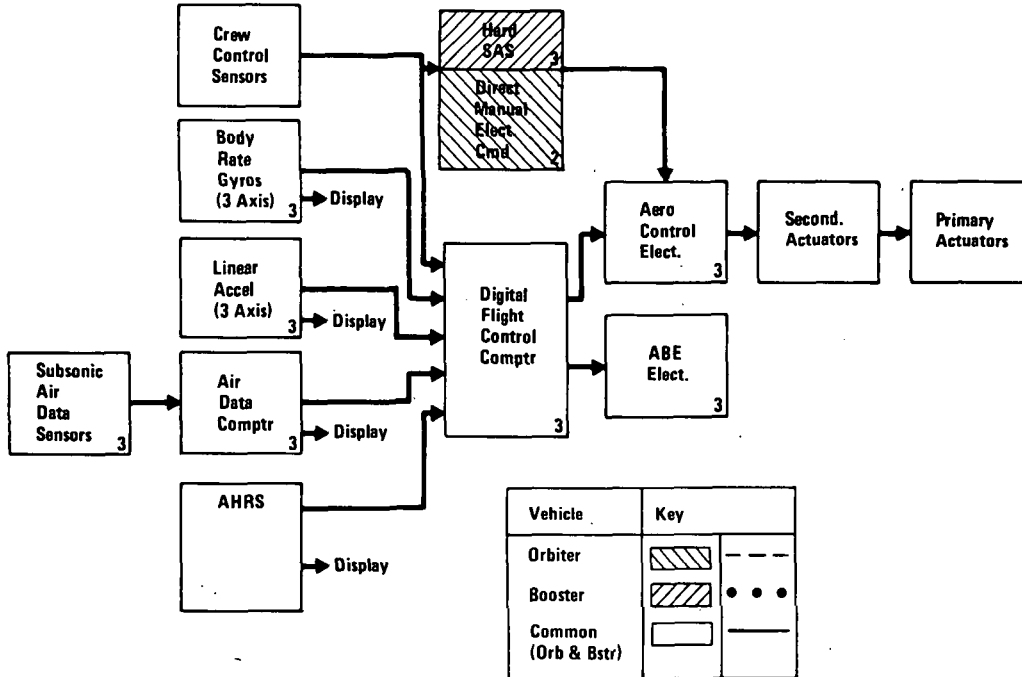 Crew
Control
Sensors
Hard
SAS
3
Direct
Manual
Elect.
Cmd
2
Body
Rate
Gyros
(3 Axis)
3
Display
Linear
Accel
(3 Axis)
3
Display
Subsonic
Air
Data
Sensors
3
Air
Data
Comptr
3
Display
AHRS
Display
Digital
Flight
Control
Comptr
3
Aero
Control
Elect.
3
Second.
Actuators
Primary
Actuators
ABE
Elect.
3
Vehicle Key
Orbiter
Booster
Common
(Orb & Bstr)